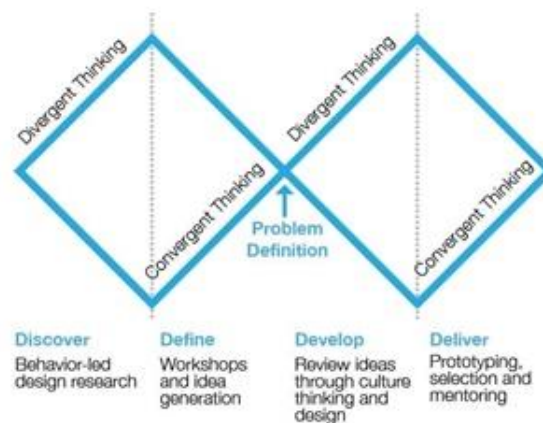 Divergent Thinking
Convergent Thinking
Divergent Thinking
Convergent Thinking
Problem
Definition
Discover
Behavior-led
design research
Define
Workshops
and idea
generation
Develop
Review ideas
through culture
thinking and
design
Deliver
Prototyping,
selection and
mentoring